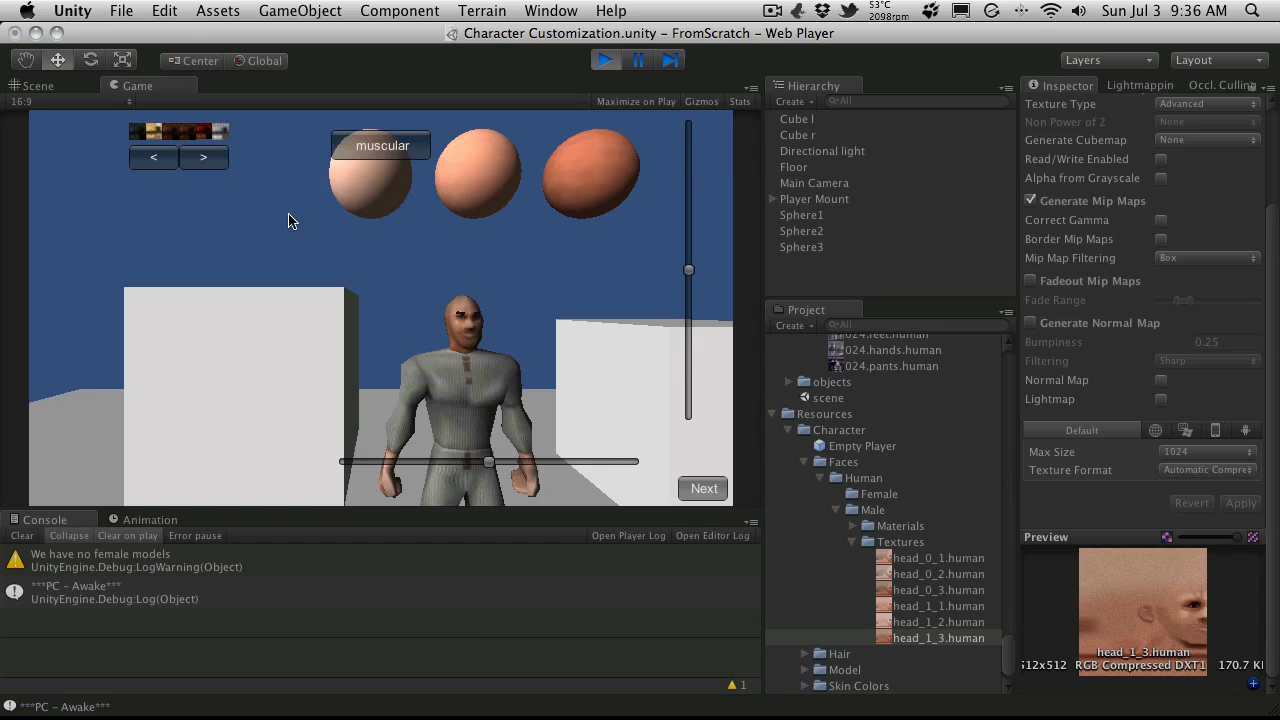 Unity File Edit Assets GameObject Component Terrain Window Help 53°C 2098rpm Sun Jul 3 9:36 AM
Character Customization.unity – FromScratch – Web Player
Center Global Layers Layout
Scene Game
16:9 Maximize on Play Gizmos Stats
muscular
< >
Next
Hierarchy
Create All
Cube l
Cube r
Directional light
Floor
Main Camera
Player Mount
Sphere1
Sphere2
Sphere3
Project
Create All
024.feet.human
024.hands.human
024.pants.human
objects
scene
Resources
Character
Empty Player
Faces
Human
Female
Male
Materials
Textures
head_0_1.human
head_0_2.human
head_0_3.human
head_1_1.human
head_1_2.human
head_1_3.human
Hair
Model
Skin Colors
Inspector Lightmappin Occl. Culling
Texture Type Advanced
Non Power of 2 None
Generate Cubemap None
Read/Write Enabled
Alpha from Grayscale
Generate Mip Maps
Correct Gamma
Border Mip Maps
Mip Map Filtering Box
Fadeout Mip Maps
Fade Range
Generate Normal Map
Bumpiness 0.25
Filtering Sharp
Normal Map
Lightmap
Default
Max Size 1024
Texture Format Automatic Compre
Revert Apply
Preview
head_1_3.human
512x512 RGB Compressed DXT1 170.7 K
Console Animation
Clear Collapse Clear on play Error pause Open Player Log Open Editor Log
We have no female models
UnityEngine.Debug:LogWarning(Object)
***PC – Awake***
UnityEngine.Debug:Log(Object)
1
***PC – Awake***